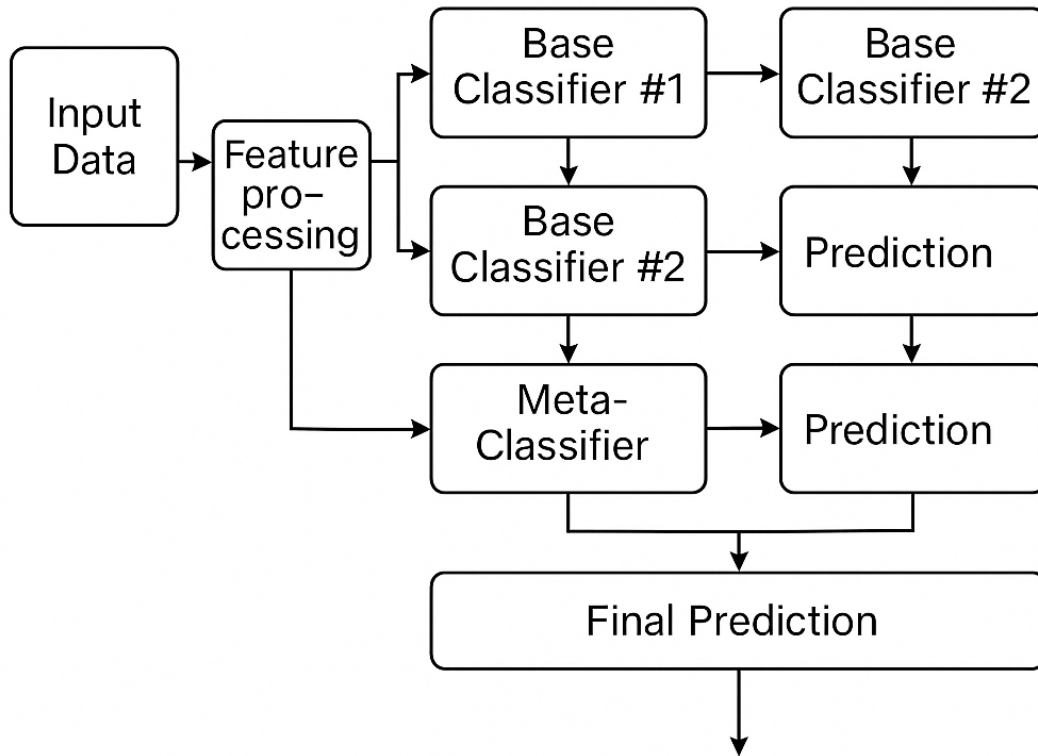 Input
Data
Feature
pro–
cessing
Base
Classifier #1
Base
Classifier #2
Base
Classifier #2
Prediction
Meta-
Classifier
Prediction
Final Prediction